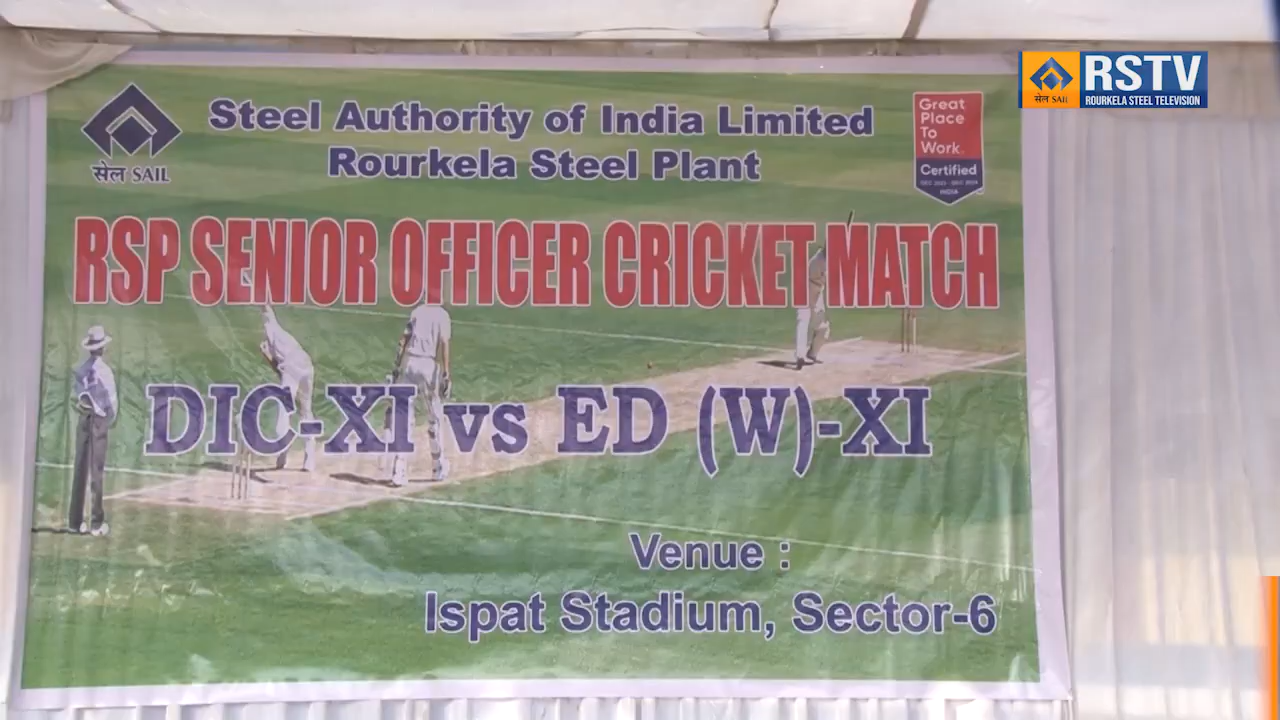 RSTV
सेल SAIL
ROURKELA STEEL TELEVISION
Steel Authority of India Limited
Rourkela Steel Plant
सेल SAIL
Great
Place
To
Work.
Certified
INDIA
RSP SENIOR OFFICER CRICKET MATCH
DIC-XI vs ED (W)-XI
Venue :
Ispat Stadium, Sector-6